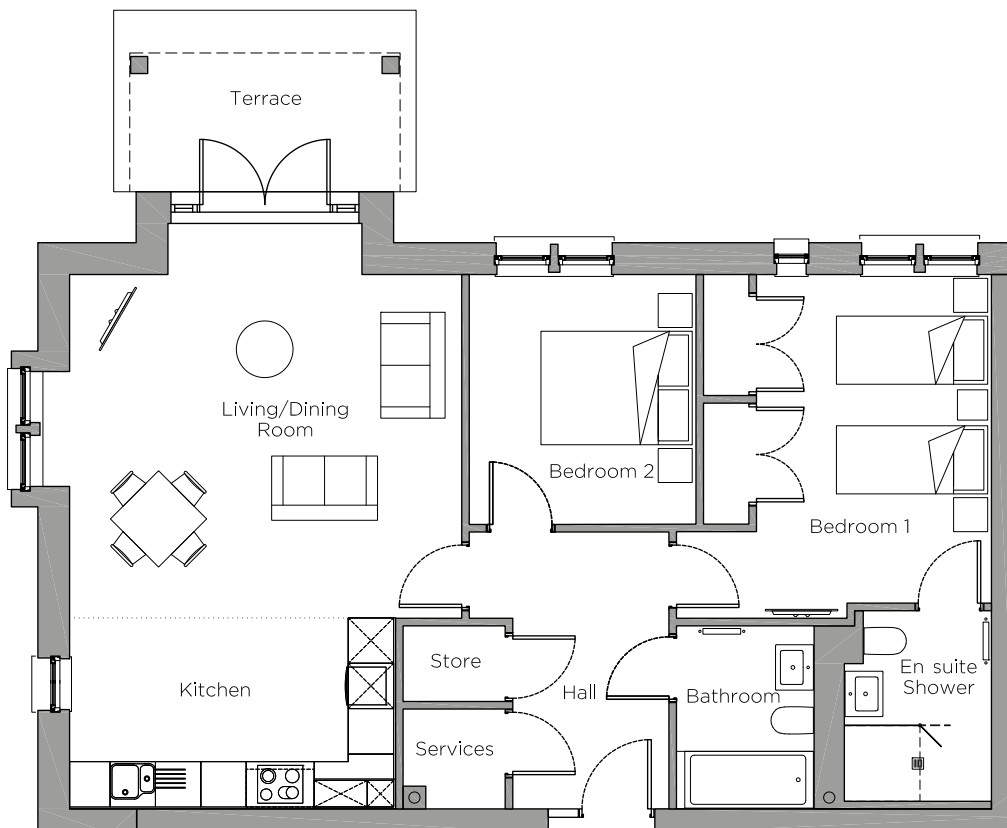 Terrace
Living/Dining
Room
Bedroom 2
Bedroom 1
Store
Kitchen
Hall
Bathroom
En suite
Shower
Services